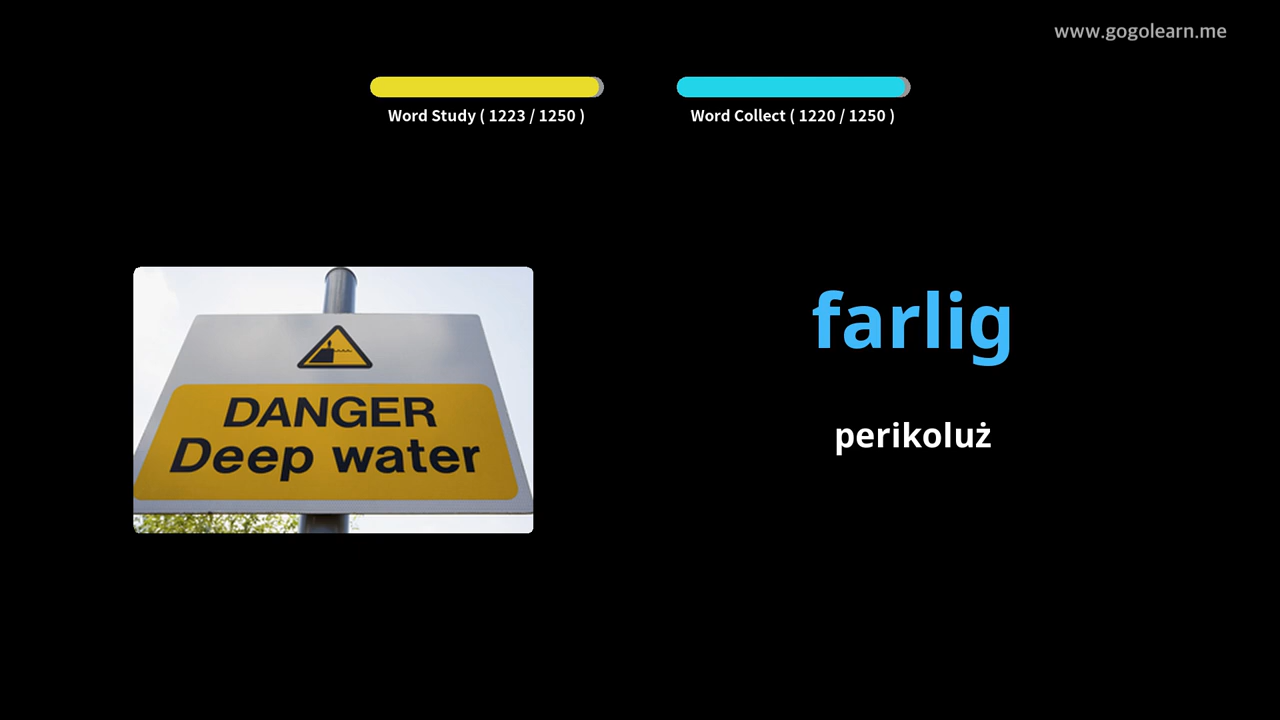 www.gogolearn.me
Word Study ( 1223 / 1250 )
Word Collect ( 1220 / 1250 )
DANGER
Deep water
farlig
perikoluż